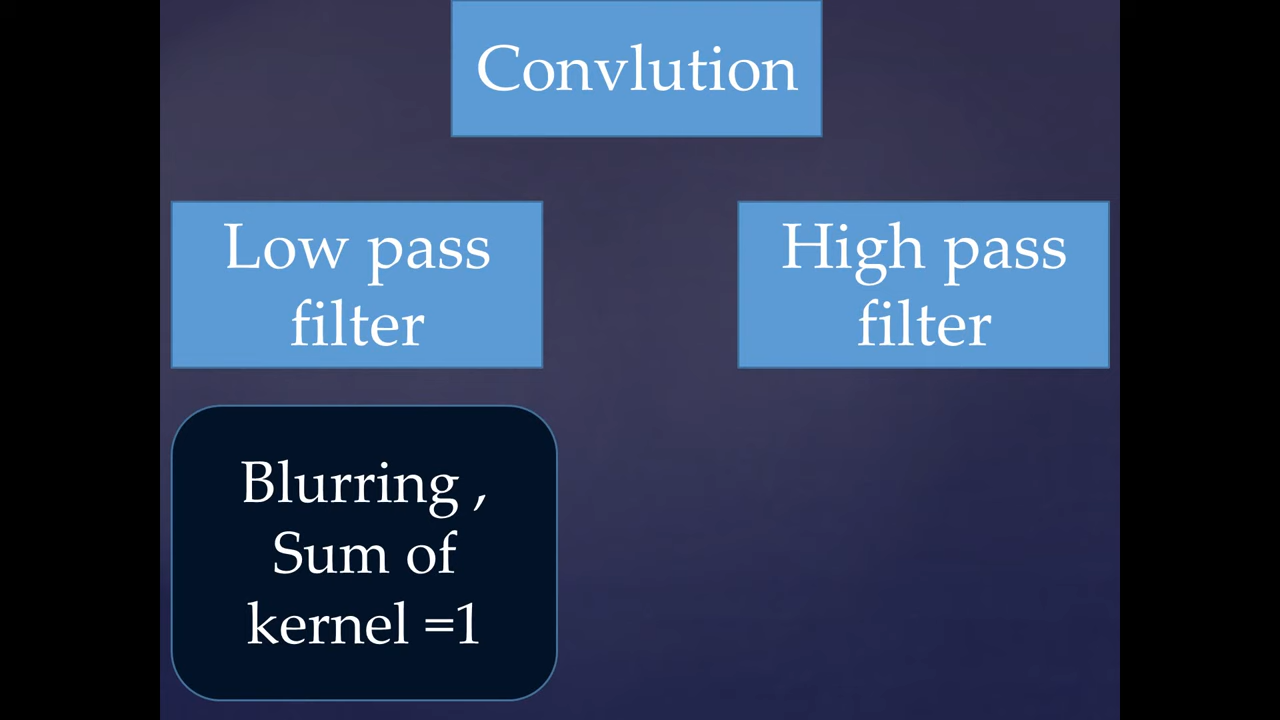 Convlution
Low pass
filter
High pass
filter
Blurring ,
Sum of
kernel =1